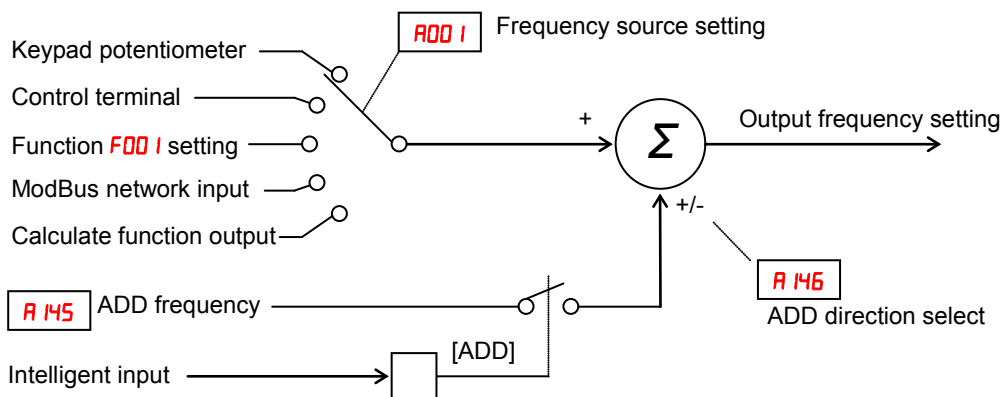 A001 Frequency source setting
Keypad potentiometer
Control terminal
Function F001 setting
ModBus network input
Calculate function output
+
Σ
Output frequency setting
+/-
A146
ADD direction select
A145 ADD frequency
[ADD]
Intelligent input